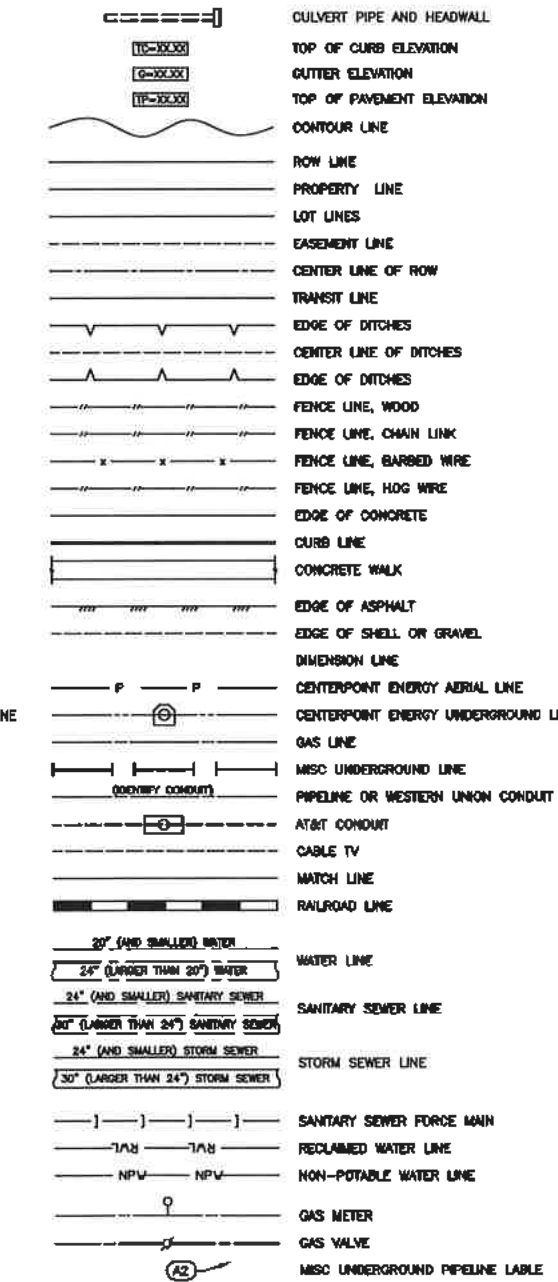 CULVERT PIPE AND HEADWALL
TC=XX.XX TOP OF CURB ELEVATION
G=XX.XX GUTTER ELEVATION
TP=XX.XX TOP OF PAVEMENT ELEVATION
CONTOUR LINE
ROW LINE
PROPERTY LINE
LOT LINES
EASEMENT LINE
CENTER LINE OF ROW
TRANSIT LINE
EDGE OF DITCHES
CENTER LINE OF DITCHES
EDGE OF DITCHES
FENCE LINE, WOOD
FENCE LINE, CHAIN LINK
x x x FENCE LINE, BARBED WIRE
FENCE LINE, HOG WIRE
EDGE OF CONCRETE
CURB LINE
CONCRETE WALK
EDGE OF ASPHALT
EDGE OF SHELL OR GRAVEL
DIMENSION LINE
P P CENTERPOINT ENERGY AERIAL LINE
NE CENTERPOINT ENERGY UNDERGROUND LI
GAS LINE
MISC UNDERGROUND LINE
(IDENTIFY CONDUIT) PIPELINE OR WESTERN UNION CONDUIT
AT&T CONDUIT
CABLE TV
MATCH LINE
RAILROAD LINE
20" (AND SMALLER) WATER
24" (LARGER THAN 20") WATER
WATER LINE
24" (AND SMALLER) SANITARY SEWER
30" (LARGER THAN 24") SANITARY SEWER
SANITARY SEWER LINE
24" (AND SMALLER) STORM SEWER
30" (LARGER THAN 24") STORM SEWER
STORM SEWER LINE
SANITARY SEWER FORCE MAIN
RWL RWL RECLAIMED WATER LINE
NPW NPW NON-POTABLE WATER LINE
GAS METER
GAS VALVE
A2 MISC UNDERGROUND PIPELINE LABLE